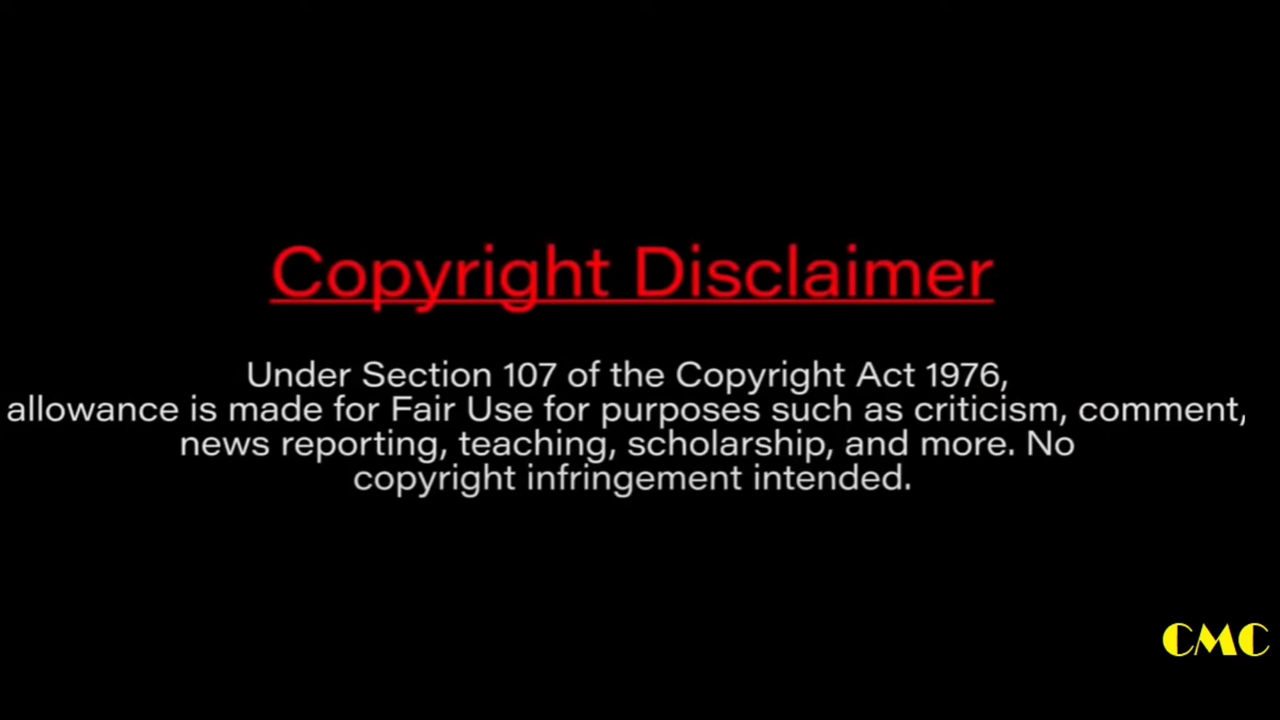 Copyright Disclaimer
Under Section 107 of the Copyright Act 1976,
allowance is made for Fair Use for purposes such as criticism, comment,
news reporting, teaching, scholarship, and more. No
copyright infringement intended.
CMC